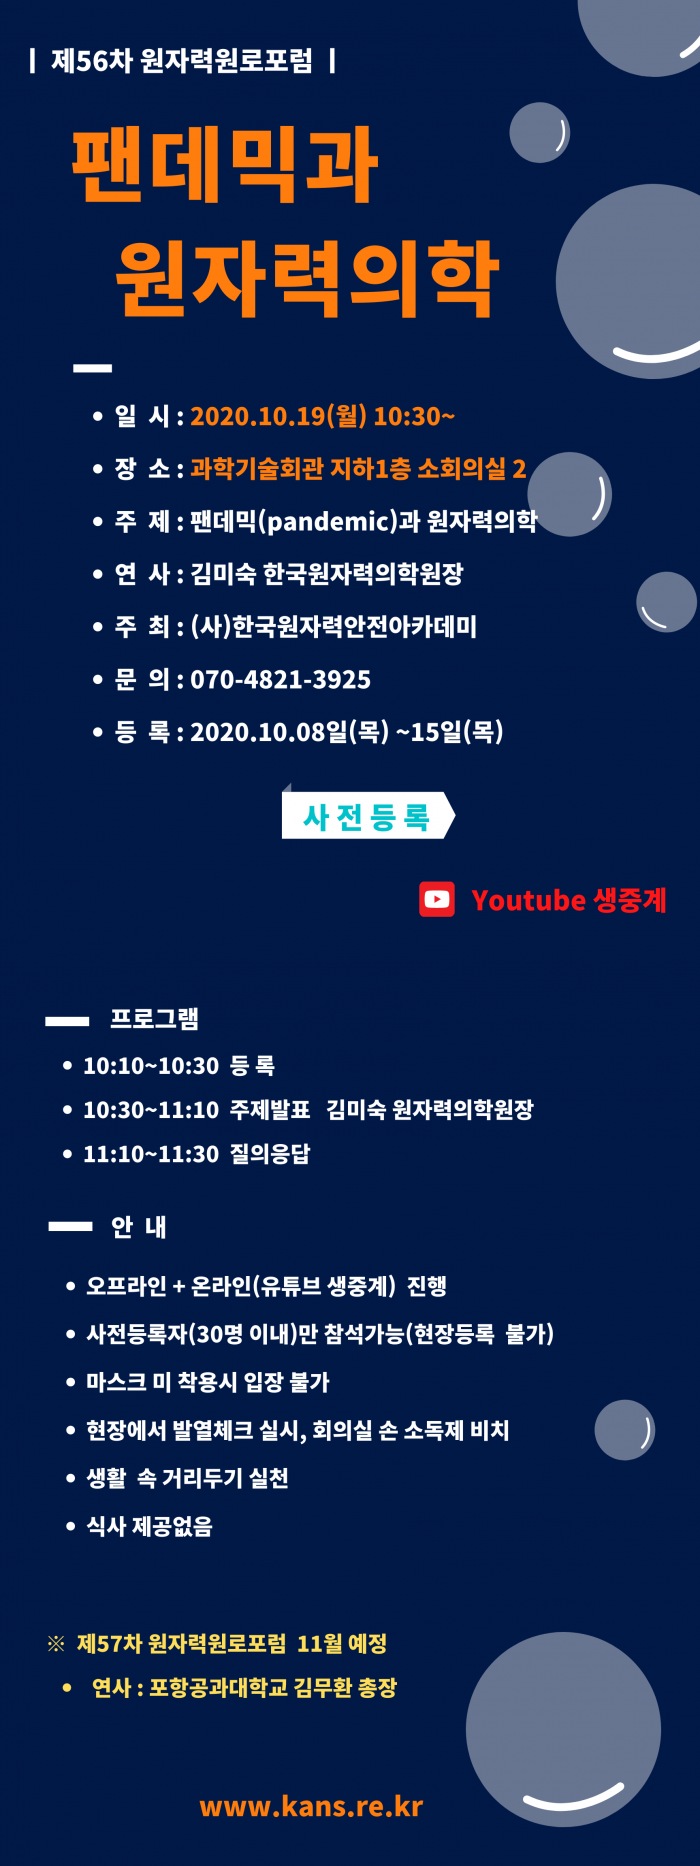 | 제56차 원자력원로포럼 |
팬데믹과
원자력의학
• 일 시 : 2020.10.19(월) 10:30~
• 장 소 : 과학기술회관 지하1층 소회의실 2
• 주 제 : 팬데믹(pandemic)과 원자력의학
• 연 사 : 김미숙 한국원자력의학원장
• 주 최 : (사)한국원자력안전아카데미
• 문 의 : 070-4821-3925
• 등 록 : 2020.10.08일(목) ~15일(목)
사전등록
Youtube 생중계
프로그램
• 10:10~10:30 등 록
• 10:30~11:10 주제발표 김미숙 원자력의학원장
• 11:10~11:30 질의응답
안 내
• 오프라인 + 온라인(유튜브 생중계) 진행
• 사전등록자(30명 이내)만 참석가능(현장등록 불가)
• 마스크 미 착용시 입장 불가
• 현장에서 발열체크 실시, 회의실 손 소독제 비치
• 생활 속 거리두기 실천
• 식사 제공없음
※ 제57차 원자력원로포럼 11월 예정
• 연사 : 포항공과대학교 김무환 총장
www.kans.re.kr